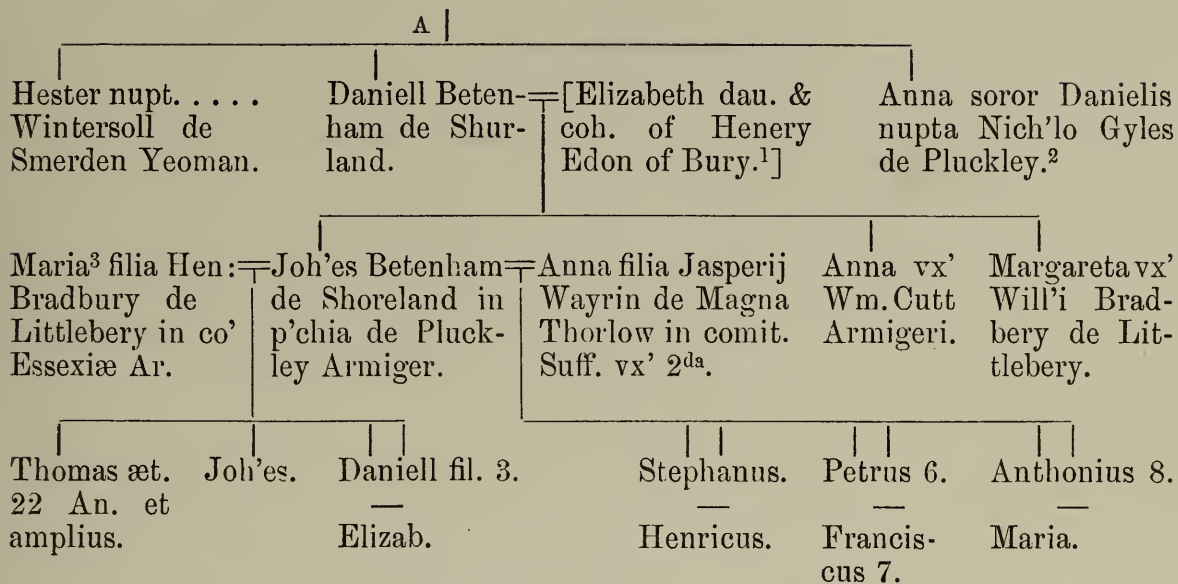 A
Hester nupt. . . . .
Wintersoll de
Smerden Yeoman.
Daniell Beten-
ham de Shur-
land.
[Elizabeth dau. &
coh. of Henery
Edon of Bury.¹]
Anna soror Danielis
nupta Nich'lo Gyles
de Pluckley.²
Maria³ filia Hen:
Bradbury de
Littlebery in co'
Essexiæ Ar.
Joh'es Betenham
de Shoreland in
p'chia de Pluck-
ley Armiger.
Anna filia Jasperij
Wayrin de Magna
Thorlow in comit.
Suff. vx' 2ᵈᵃ.
Anna vx'
Wm. Cutt
Armigeri.
Margareta vx'
Will'i Brad-
bery de Lit-
tlebery.
Thomas æt.
22 An. et
amplius.
Joh'es.
Daniell fil. 3.
Elizab.
Stephanus.
Henricus.
Petrus 6.
Francis-
cus 7.
Anthonius 8.
Maria.